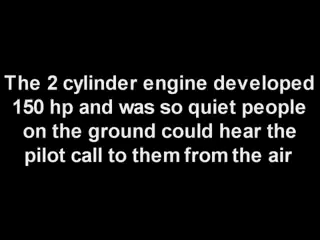 The 2 cylinder engine developed
150 hp and was so quiet people
on the ground could hear the
pilot call to them from the air